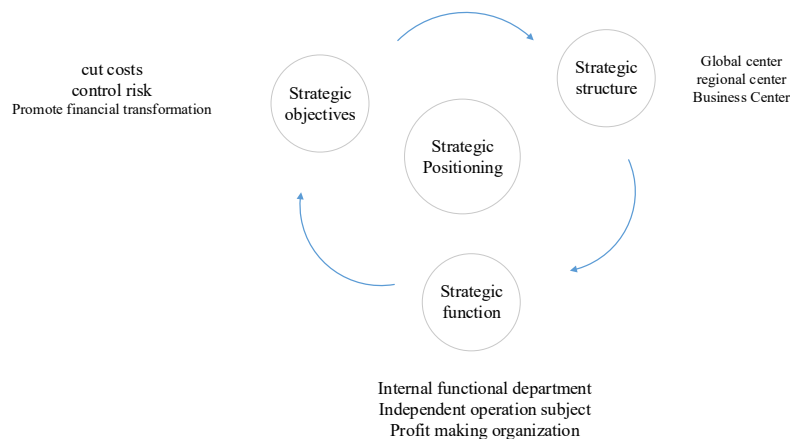 cut costs
control risk
Promote financial transformation
Strategic
objectives
Strategic
structure
Global center
regional center
Business Center
Strategic
Positioning
Strategic
function
Internal functional department
Independent operation subject
Profit making organization